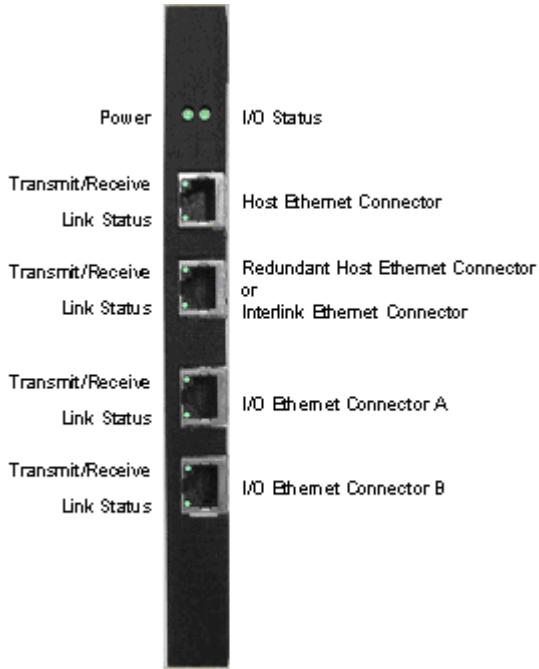 Power
I/O Status
Transmit/Receive
Link Status
Host Ethernet Connector
Transmit/Receive
Link Status
Redundant Host Ethernet Connector
or
Interlink Ethernet Connector
Transmit/Receive
Link Status
I/O Ethernet Connector A
Transmit/Receive
Link Status
I/O Ethernet Connector B